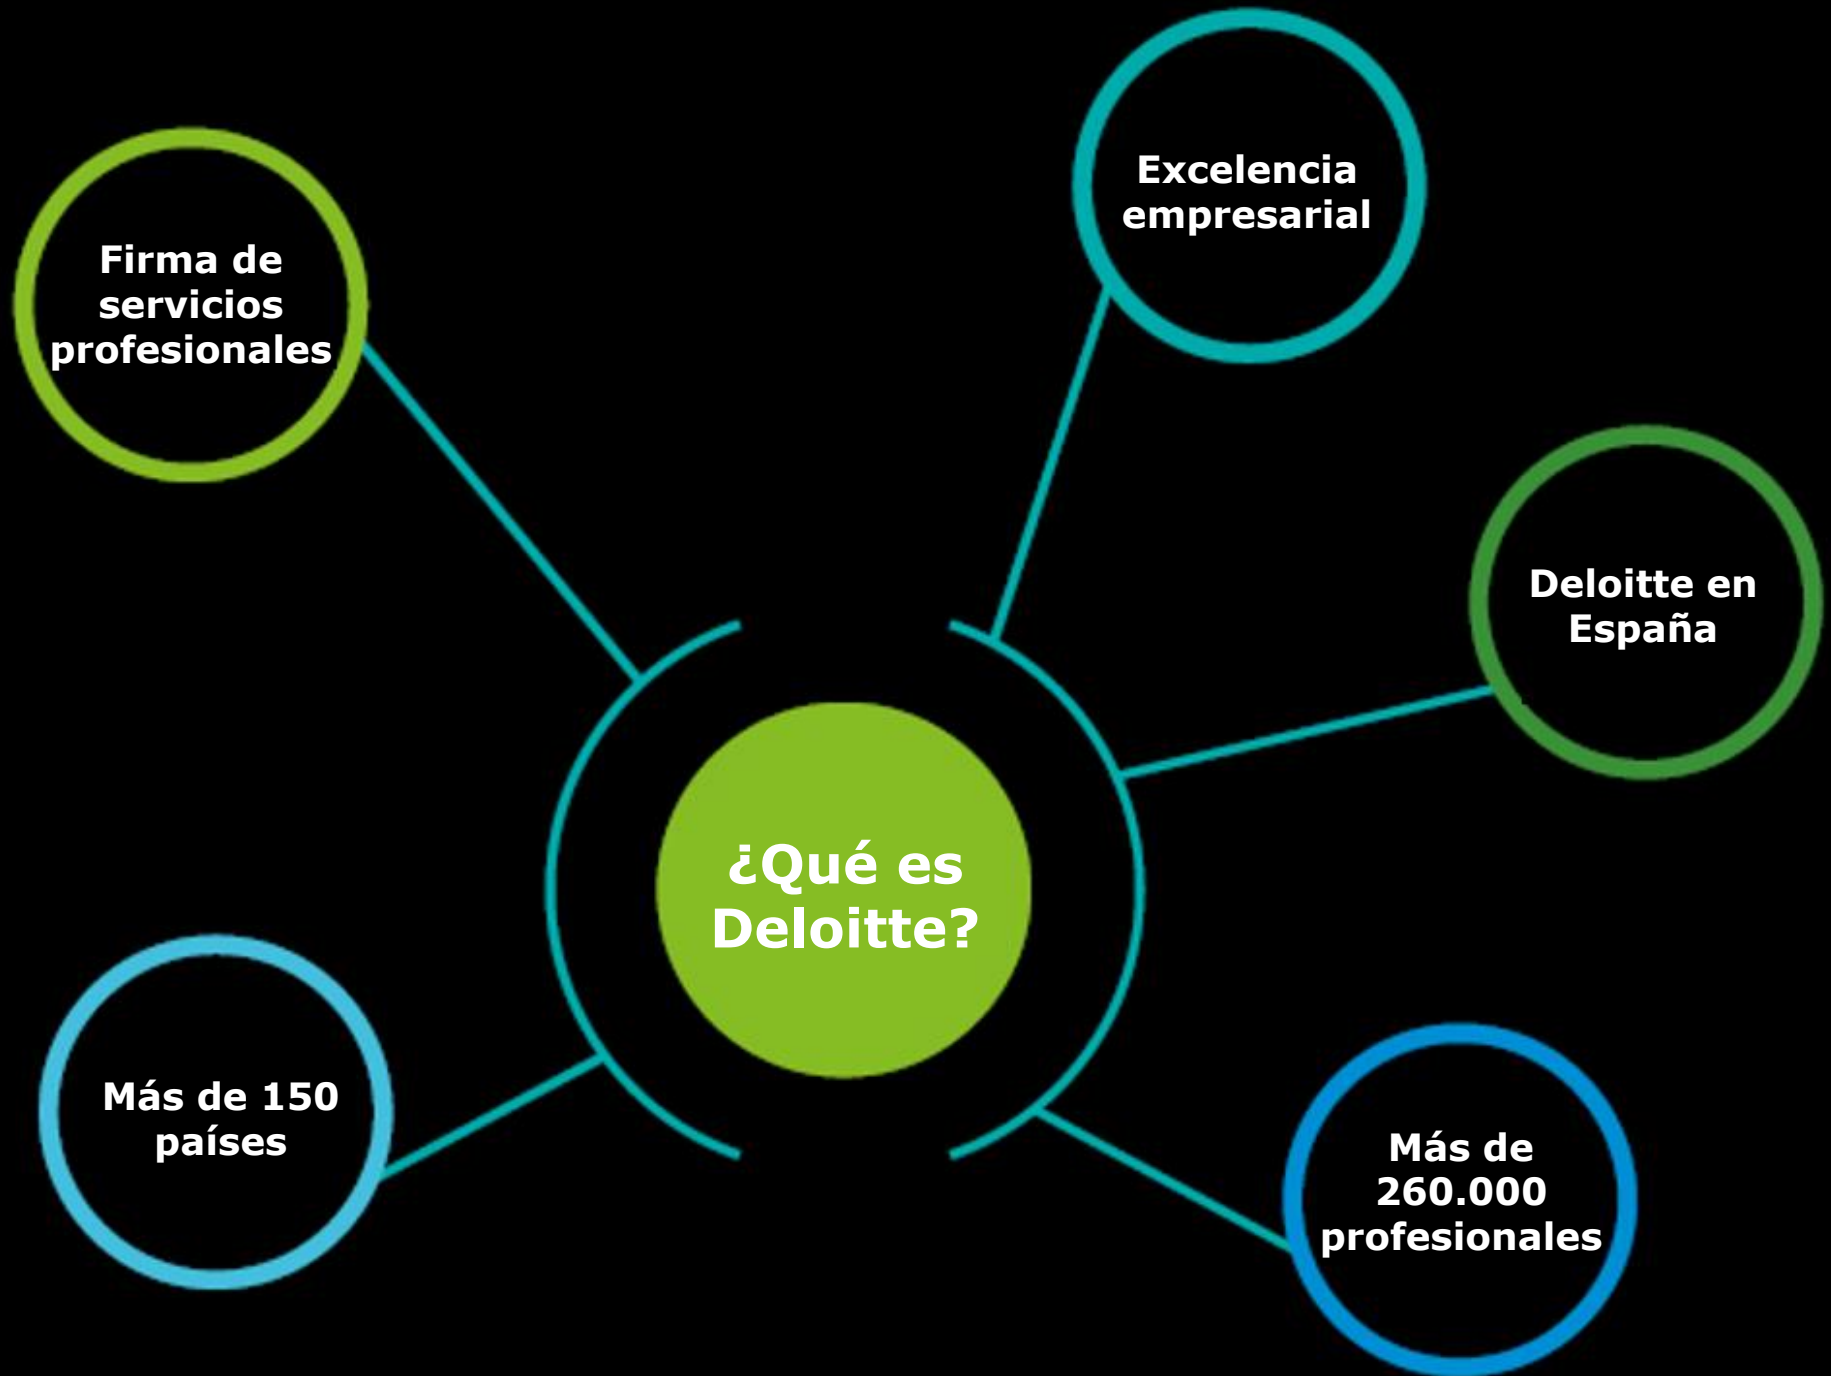 Excelencia
empresarial
Firma de
servicios
profesionales
Deloitte en
España
¿Qué es
Deloitte?
Más de 150
países
Más de
260.000
profesionales